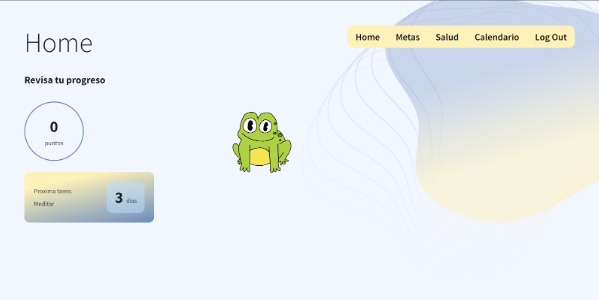 Home
Home Metas Salud Calendario Log Out
Revisa tu progreso
0
puntos
Proxima tarea:
Meditar
3 días